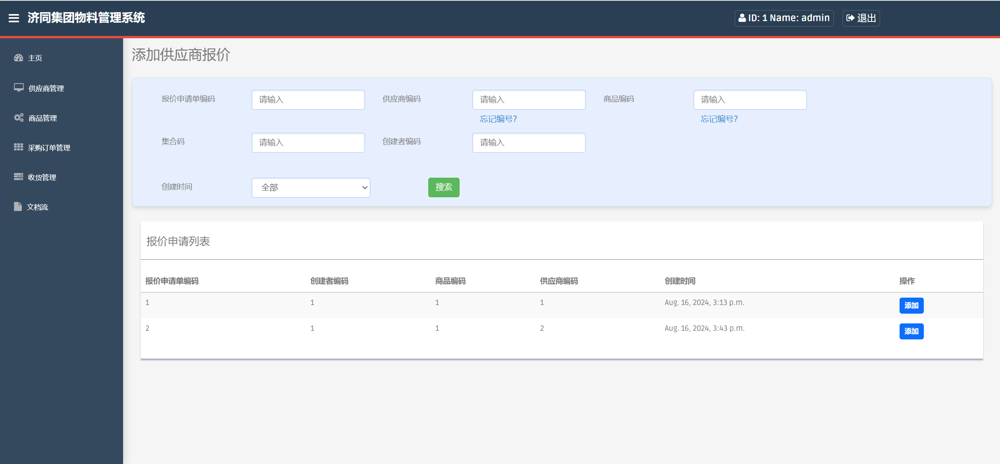 济同集团物料管理系统
ID: 1 Name: admin
退出
主页
供应商管理
商品管理
采购订单管理
收货管理
文档流
添加供应商报价
报价申请单编码 请输入 供应商编码 请输入 商品编码 请输入
忘记编号? 忘记编号?
集合码 请输入 创建者编码 请输入
创建时间 全部 搜索
报价申请列表
报价申请单编码 创建者编码 商品编码 供应商编码 创建时间 操作
1 1 1 1 Aug. 16, 2024, 3:13 p.m. 添加
2 1 1 2 Aug. 16, 2024, 3:43 p.m. 添加